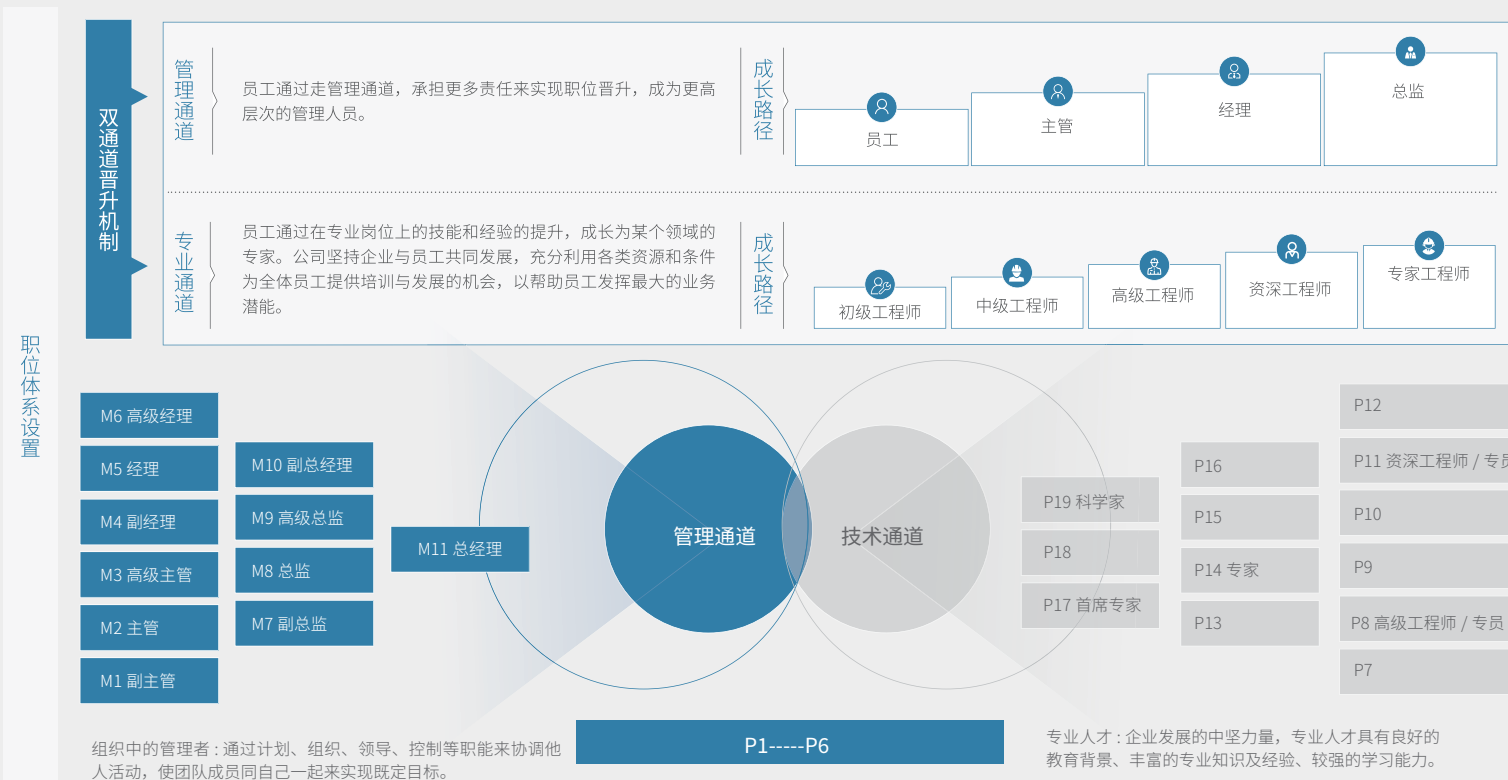 职位体系设置
双通道晋升机制
管理通道
员工通过走管理通道，承担更多责任来实现职位晋升，成为更高
层次的管理人员。
成长路径
员工
主管
经理
总监
专业通道
员工通过在专业岗位上的技能和经验的提升，成长为某个领域的
专家。公司坚持企业与员工共同发展，充分利用各类资源和条件
为全体员工提供培训与发展的机会，以帮助员工发挥最大的业务
潜能。
成长路径
初级工程师
中级工程师
高级工程师
资深工程师
专家工程师
M6 高级经理
M5 经理
M4 副经理
M3 高级主管
M2 主管
M1 副主管
M10 副总经理
M9 高级总监
M8 总监
M7 副总监
M11 总经理
管理通道
技术通道
P19 科学家
P18
P17 首席专家
P16
P15
P14 专家
P13
P12
P11 资深工程师 / 专员
P10
P9
P8 高级工程师 / 专员
P7
P1-----P6
组织中的管理者 : 通过计划、组织、领导、控制等职能来协调他
人活动，使团队成员同自己一起来实现既定目标。
专业人才 : 企业发展的中坚力量，专业人才具有良好的
教育背景、丰富的专业知识及经验、较强的学习能力。